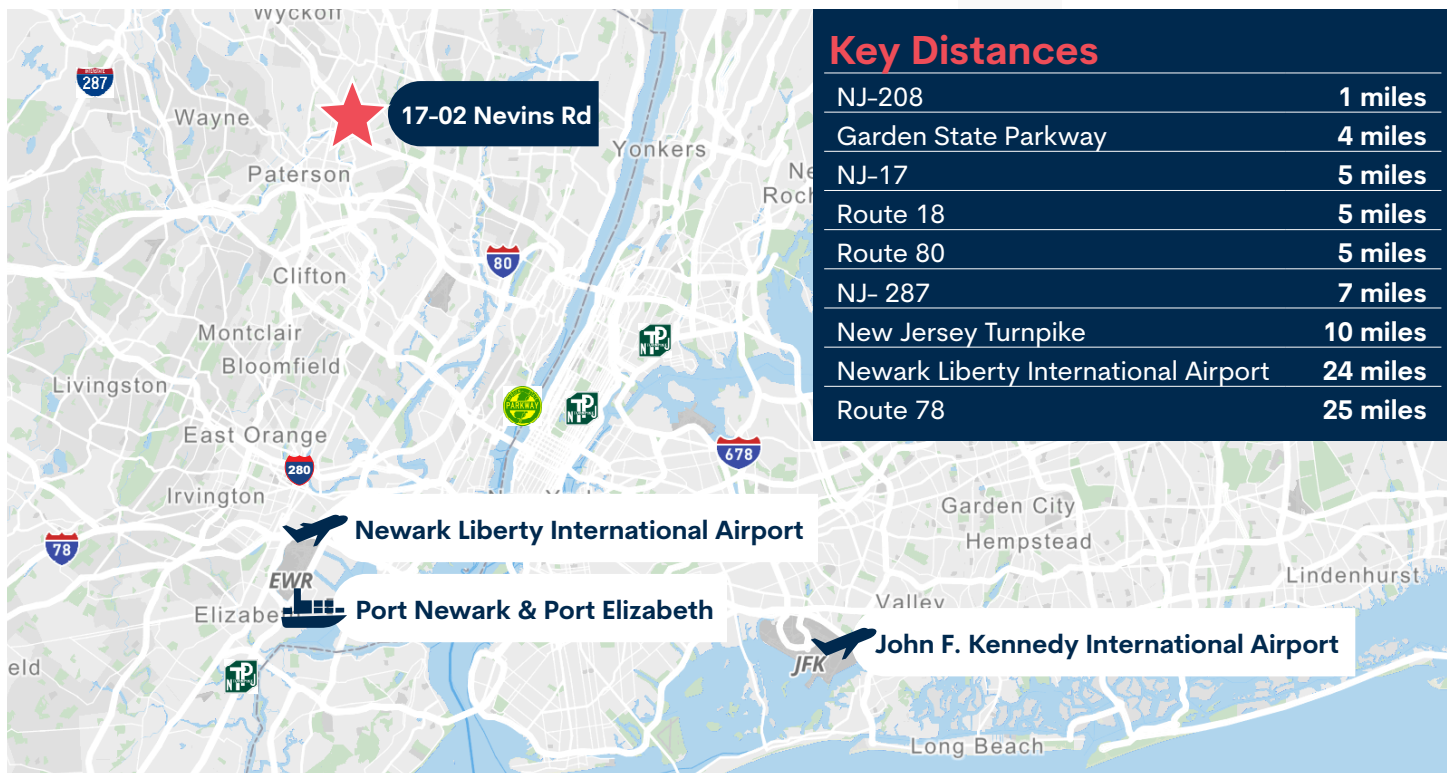 Wyckoff
INTERSTATE
287
Wayne
17-02 Nevins Rd
Yonkers
Paterson
Ne
Roch
80
Clifton
Montclair
Bloomfield
Livingston
PARKWAY
East Orange
280
678
Irvington
Newark Liberty International Airport
78
EWR
Elizabe
Port Newark & Port Elizabeth
eld
Garden City
Hempstead
Lindenhurst
Valley
John F. Kennedy International Airport
JFK
Long Beach
Key Distances
NJ-208 1 miles
Garden State Parkway 4 miles
NJ-17 5 miles
Route 18 5 miles
Route 80 5 miles
NJ- 287 7 miles
New Jersey Turnpike 10 miles
Newark Liberty International Airport 24 miles
Route 78 25 miles